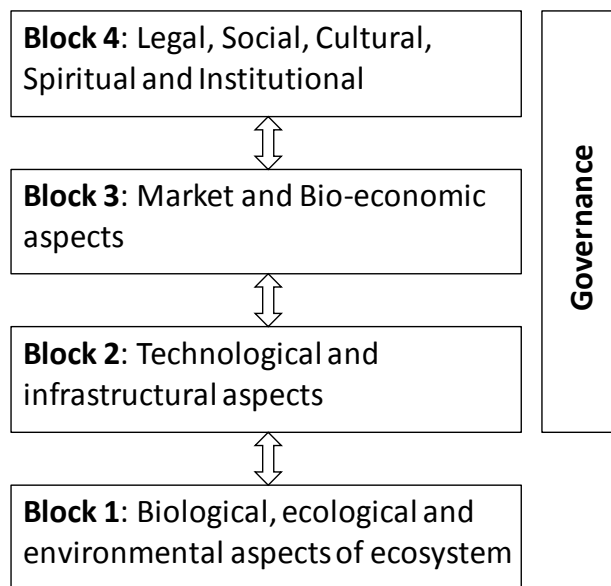 Block 4: Legal, Social, Cultural,
Spiritual and Institutional
Block 3: Market and Bio-economic
aspects
Block 2: Technological and
infrastructural aspects
Block 1: Biological, ecological and
environmental aspects of ecosystem
Governance